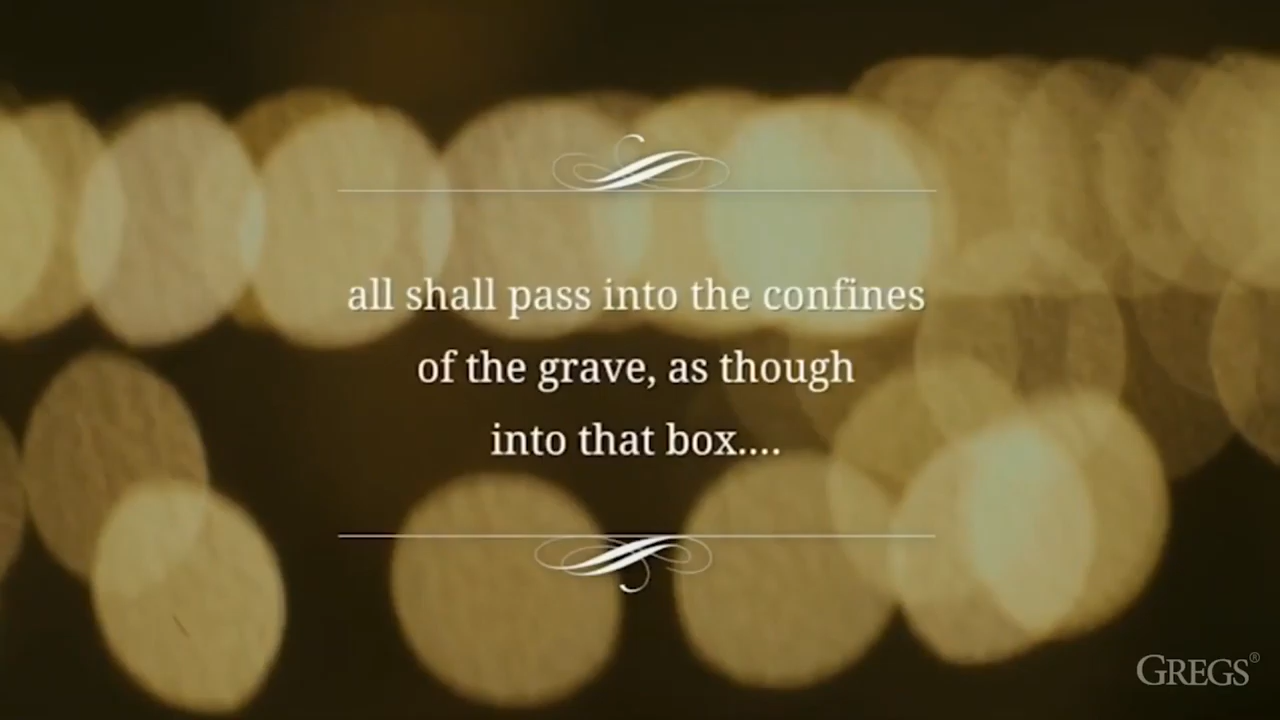 all shall pass into the confines
of the grave, as though
into that box....
GREGS®